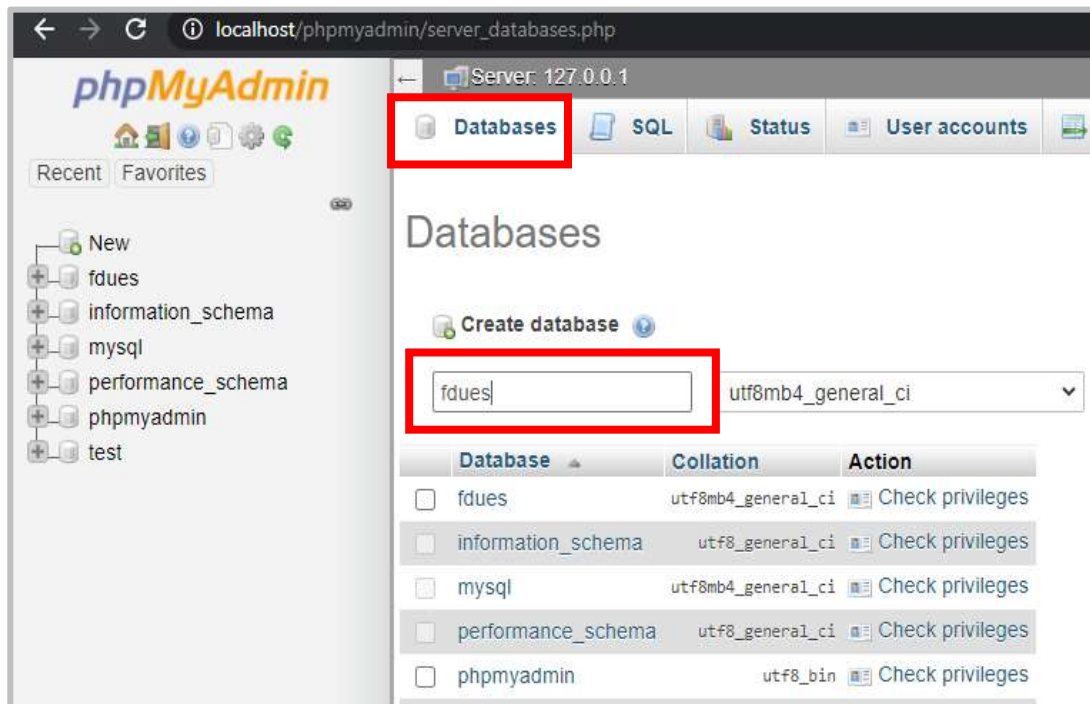 localhost/phpmyadmin/server_databases.php
phpMyAdmin
Recent Favorites
New
fdues
information_schema
mysql
performance_schema
phpmyadmin
test
Server: 127.0.0.1
Databases SQL Status User accounts
Databases
Create database
fdues utf8mb4_general_ci
Database Collation Action
fdues utf8mb4_general_ci Check privileges
information_schema utf8_general_ci Check privileges
mysql utf8mb4_general_ci Check privileges
performance_schema utf8_general_ci Check privileges
phpmyadmin utf8_bin Check privileges